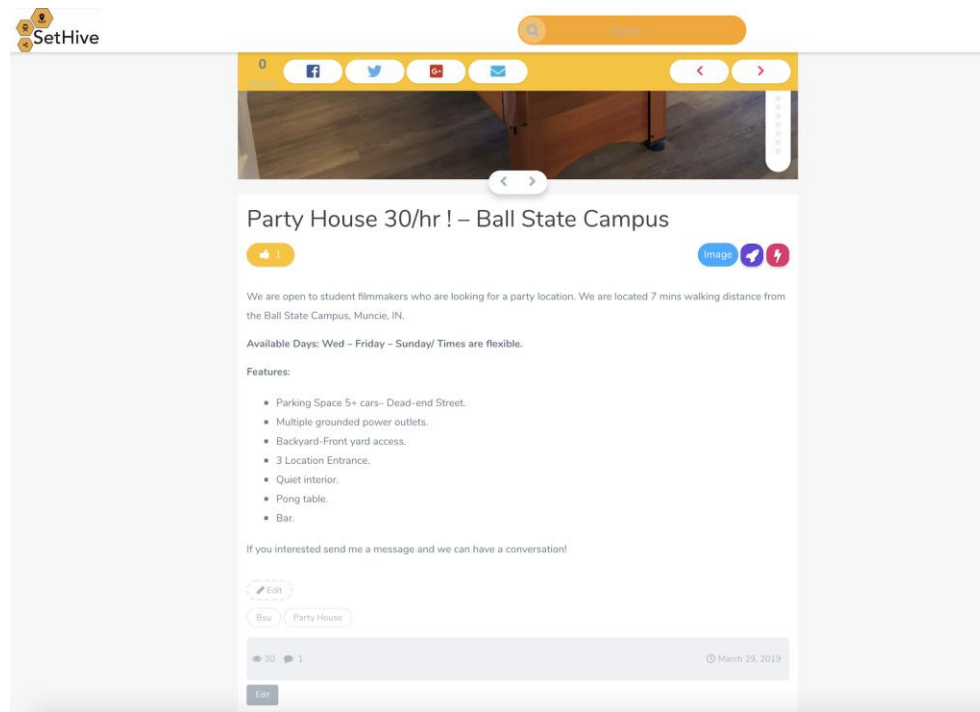 SetHive
0
G+
Party House 30/hr ! – Ball State Campus
1
Image
We are open to student filmmakers who are looking for a party location. We are located 7 mins walking distance from
the Ball State Campus, Muncie, IN.
Available Days: Wed – Friday – Sunday/ Times are flexible.
Features:
Parking Space 5+ cars– Dead-end Street.
Multiple grounded power outlets.
Backyard-Front yard access.
3 Location Entrance.
Quiet interior.
Pong table.
Bar.
If you interested send me a message and we can have a conversation!
Edit
Bsu Party House
30 1 March 29, 2019
Edit